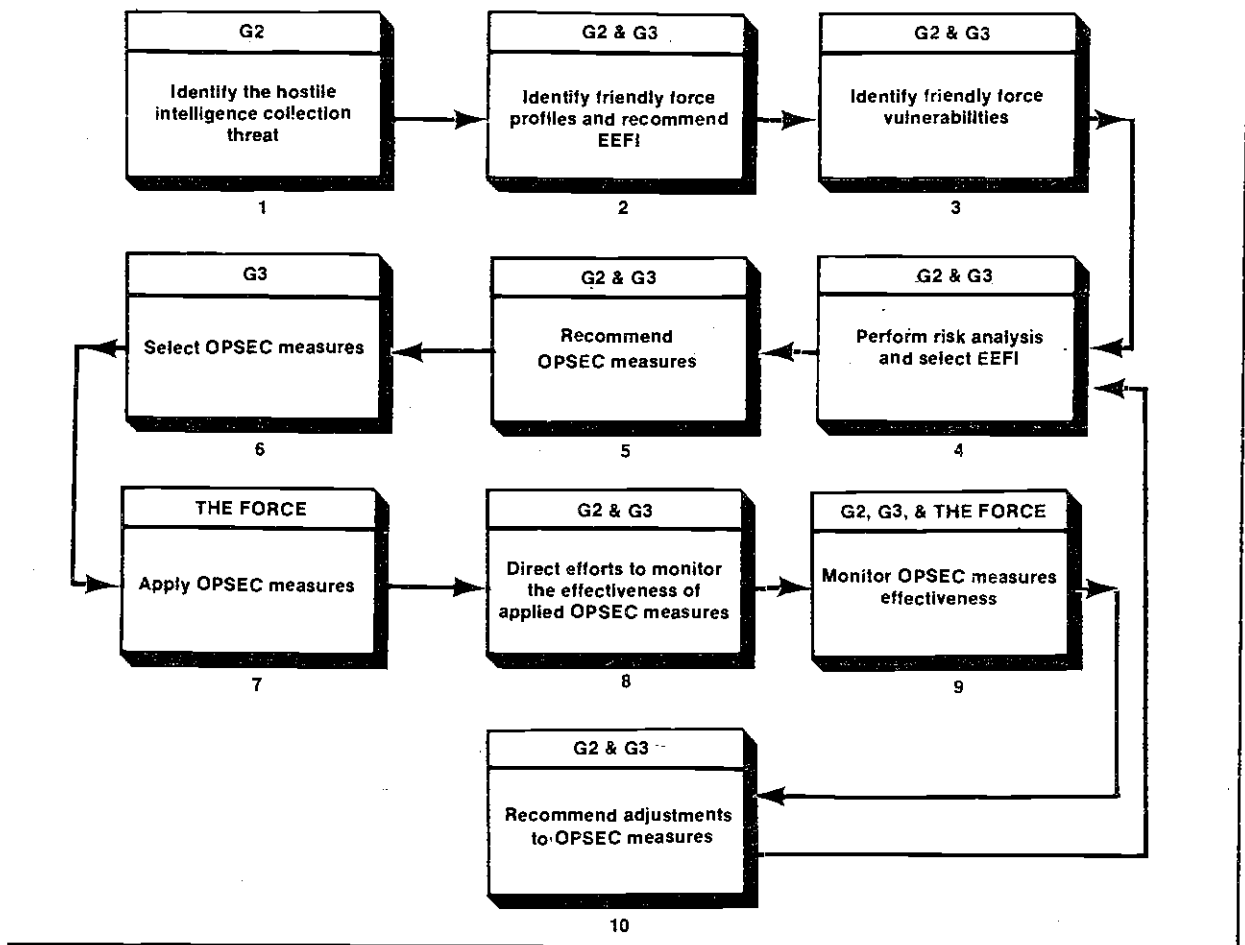 G2
Identify the hostile
intelligence collection
threat
1
G2 & G3
Identify friendly force
profiles and recommend
EEFI
2
G2 & G3
Identify friendly force
vulnerabilities
3
G2 & G3
Perform risk analysis
and select EEFI
4
G2 & G3
Recommend
OPSEC measures
5
G3
Select OPSEC measures
6
THE FORCE
Apply OPSEC measures
7
G2 & G3
Direct efforts to monitor
the effectiveness of
applied OPSEC measures
8
G2, G3, & THE FORCE
Monitor OPSEC measures
effectiveness
9
G2 & G3
Recommend adjustments
to OPSEC measures
10